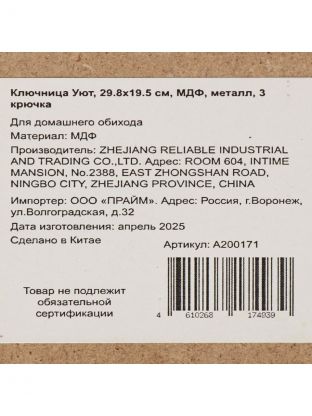 Ключница Уют, 29.8х19.5 см, МДФ, металл, 3
крючка
Для домашнего обихода
Материал: МДФ
Производитель: ZHEJIANG RELIABLE INDUSTRIAL
AND TRADING CO.,LTD. Адрес: ROOM 604, INTIME
MANSION, No.2388, EAST ZHONGSHAN ROAD,
NINGBO CITY, ZHEJIANG PROVINCE, CHINA
Импортер: ООО «ПРАЙМ». Адрес: Россия, г.Воронеж,
ул.Волгоградская, д.32
Дата изготовения: апрель 2025
Сделано в Китае
Артикул: A200171
Товар не подлежит
обязательной
сертификации
4 610268 174939